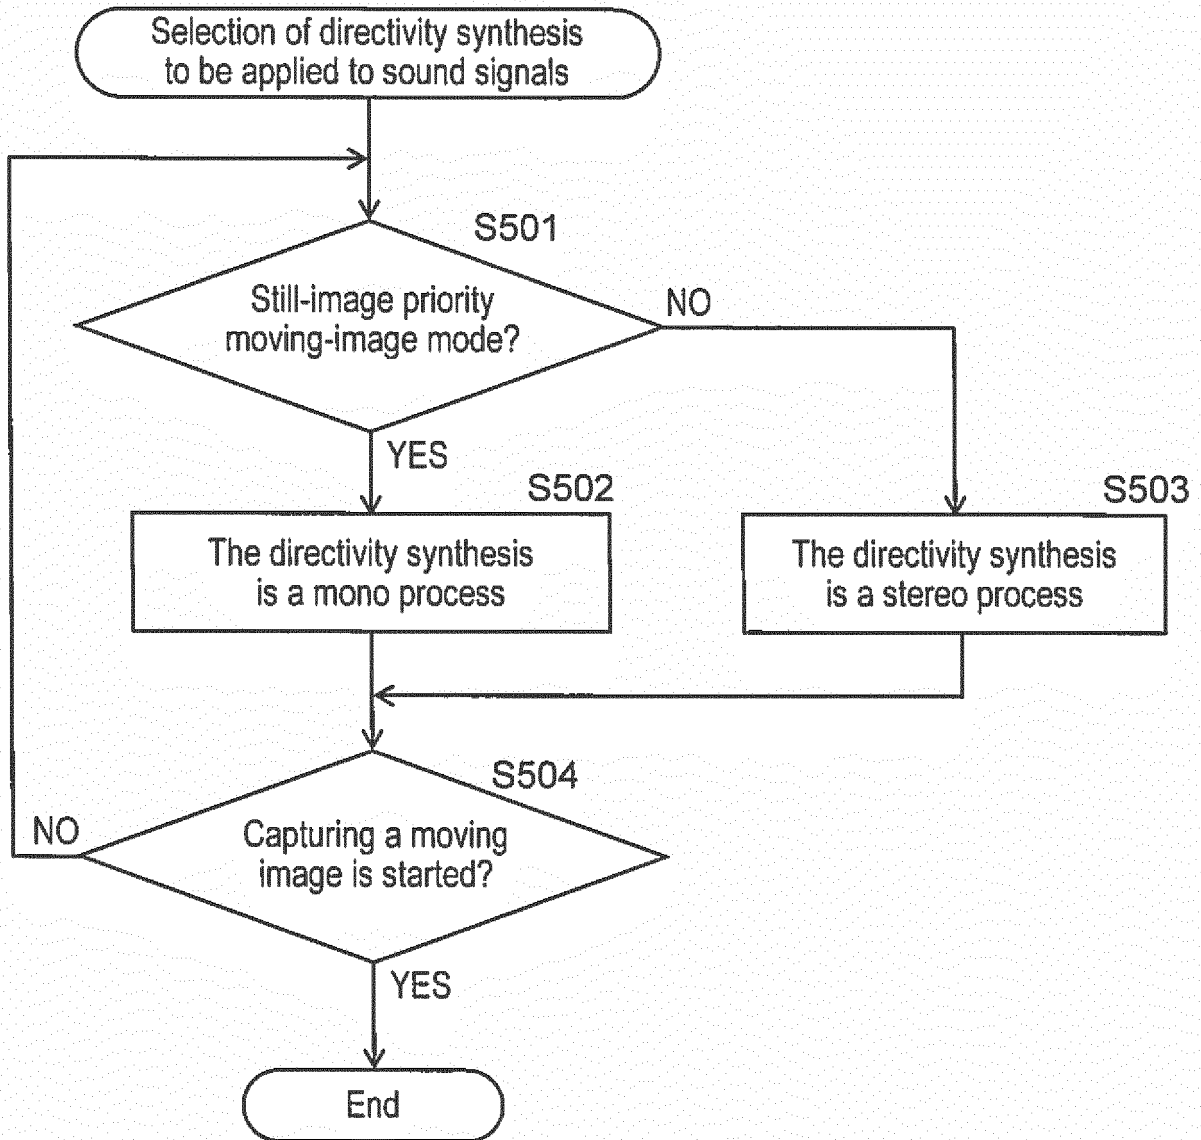 Selection of directivity synthesis
to be applied to sound signals
S501
Still-image priority
moving-image mode?
NO
YES
S502
The directivity synthesis
is a mono process
S503
The directivity synthesis
is a stereo process
S504
Capturing a moving
image is started?
NO
YES
End